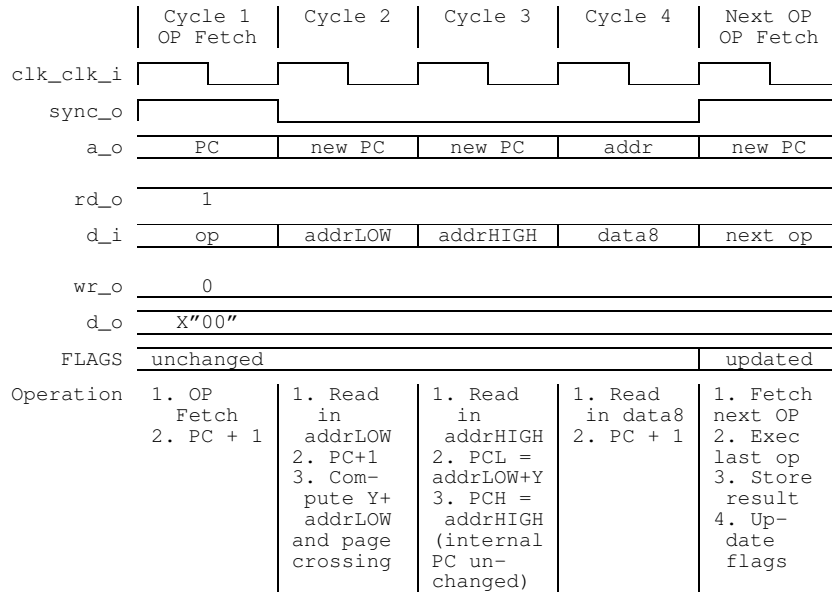 Cycle 1 Cycle 2 Cycle 3 Cycle 4 Next OP
OP Fetch OP Fetch
clk_clk_i
sync_o
a_o PC new PC new PC addr new PC
rd_o 1
d_i op addrLOW addrHIGH data8 next op
wr_o 0
d_o X"00"
FLAGS unchanged updated
Operation 1. OP 1. Read 1. Read 1. Read 1. Fetch
Fetch in in in data8 next OP
2. PC + 1 addrLOW addrHIGH 2. PC + 1 2. Exec
2. PC+1 2. PCL = last op
3. Com- addrLOW+Y 3. Store
pute Y+ 3. PCH = result
addrLOW addrHIGH 4. Up-
and page (internal date
crossing PC un- flags
changed)